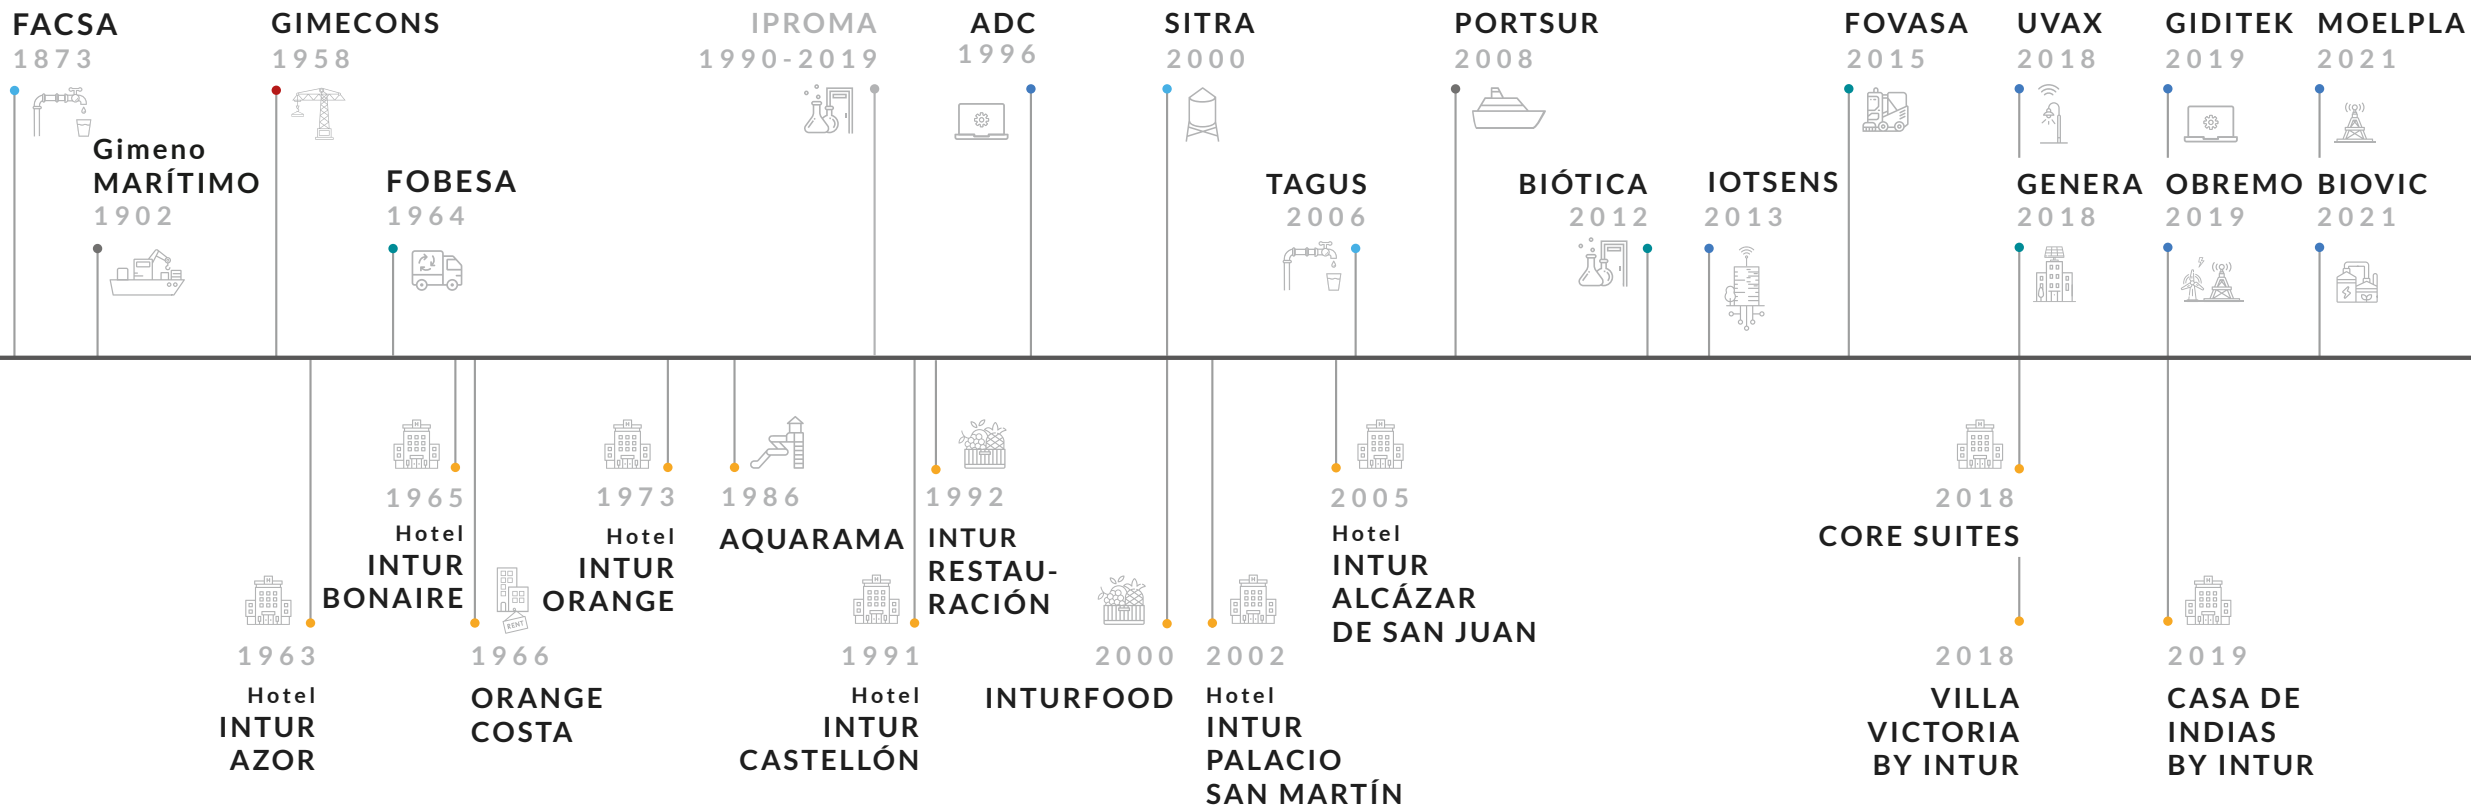 FACSA
1873
Gimeno
MARÍTIMO
1902
GIMECONS
1958
FOBESA
1964
IPROMA
1990-2019
ADC
1996
SITRA
2000
TAGUS
2006
PORTSUR
2008
BIÓTICA
2012
IOTSENS
2013
FOVASA
2015
UVAX
2018
GENERA
2018
GIDITEK
2019
OBREMO
2019
MOELPLA
2021
BIOVIC
2021
1963
Hotel
INTUR
AZOR
1965
Hotel
INTUR
BONAIRE
RENT
1966
ORANGE
COSTA
1973
Hotel
INTUR
ORANGE
1986
AQUARAMA
1991
Hotel
INTUR
CASTELLÓN
1992
INTUR
RESTAU-
RACIÓN
2000
INTURFOOD
2002
Hotel
INTUR
PALACIO
SAN MARTÍN
2005
Hotel
INTUR
ALCÁZAR
DE SAN JUAN
2018
CORE SUITES
2018
VILLA
VICTORIA
BY INTUR
2019
CASA DE
INDIAS
BY INTUR